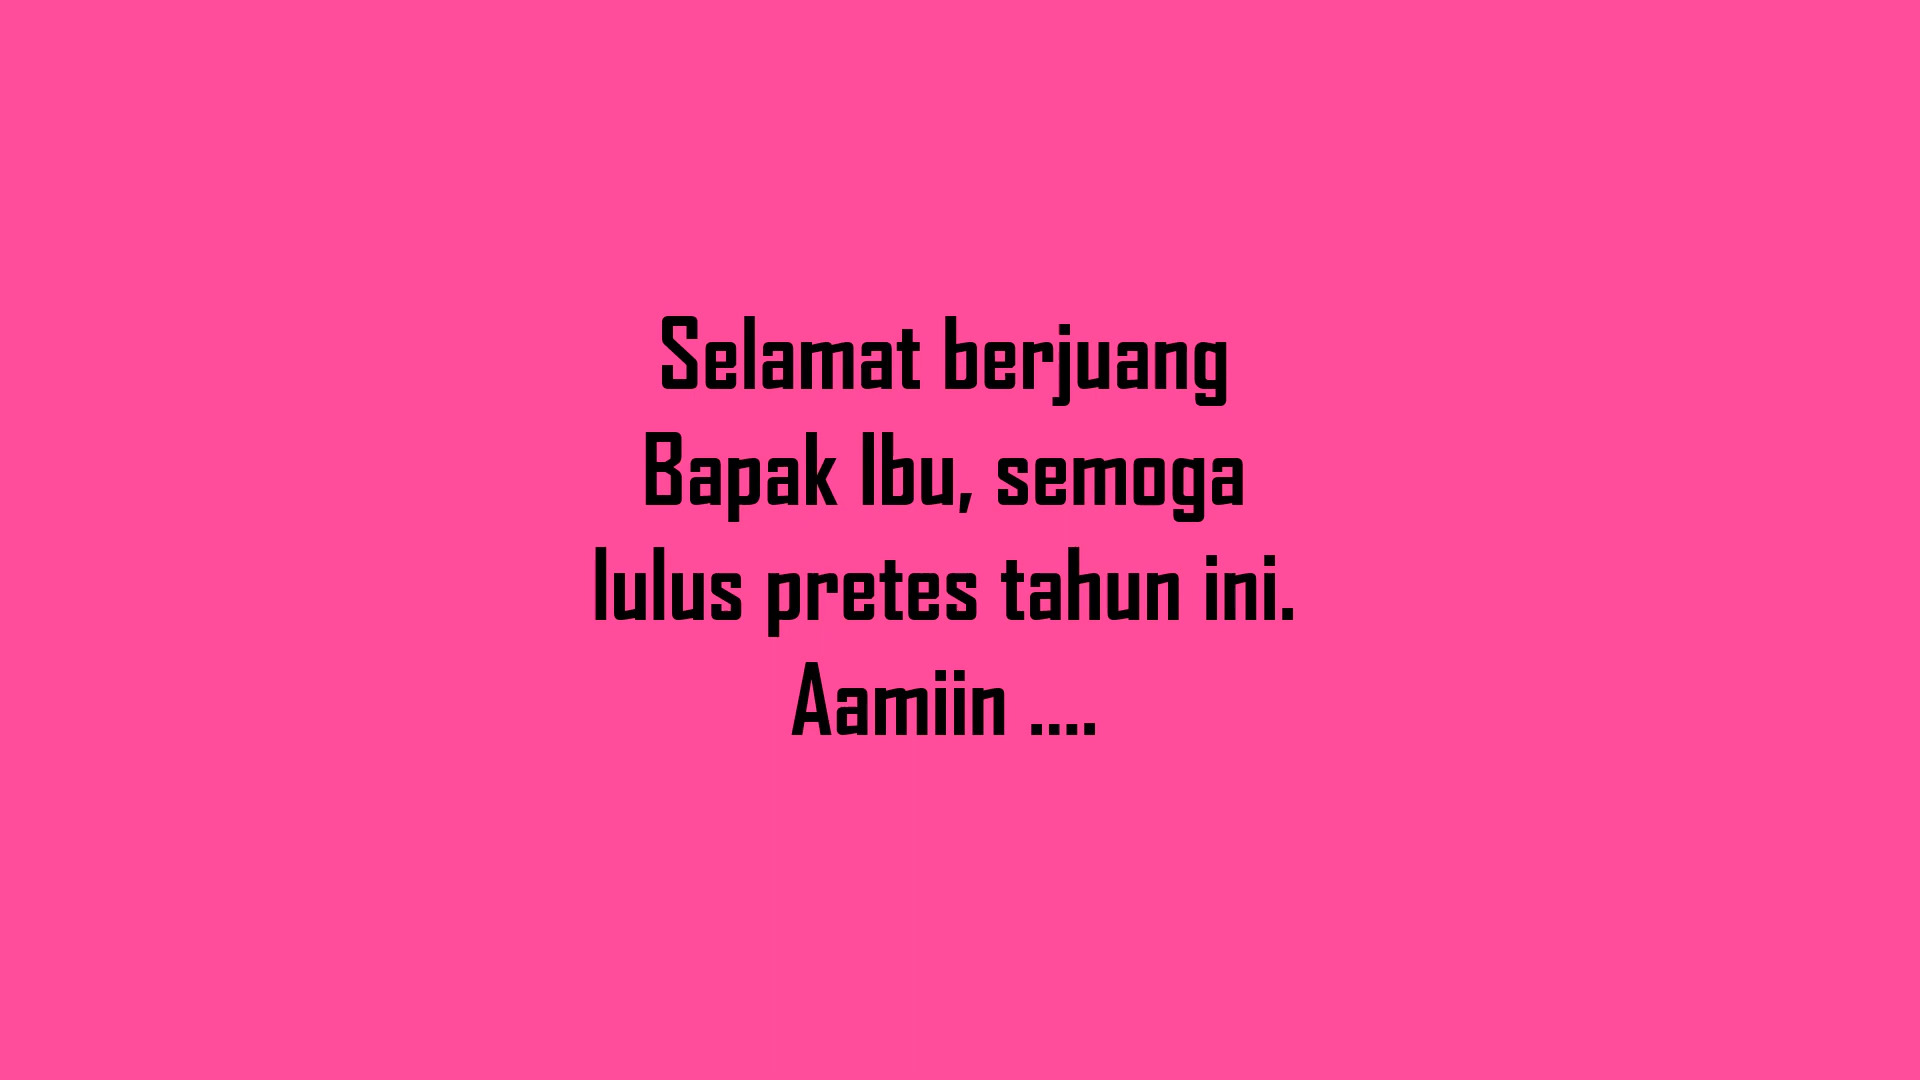 Selamat berjuang
Bapak Ibu, semoga
lulus pretes tahun ini.
Aamiin ....